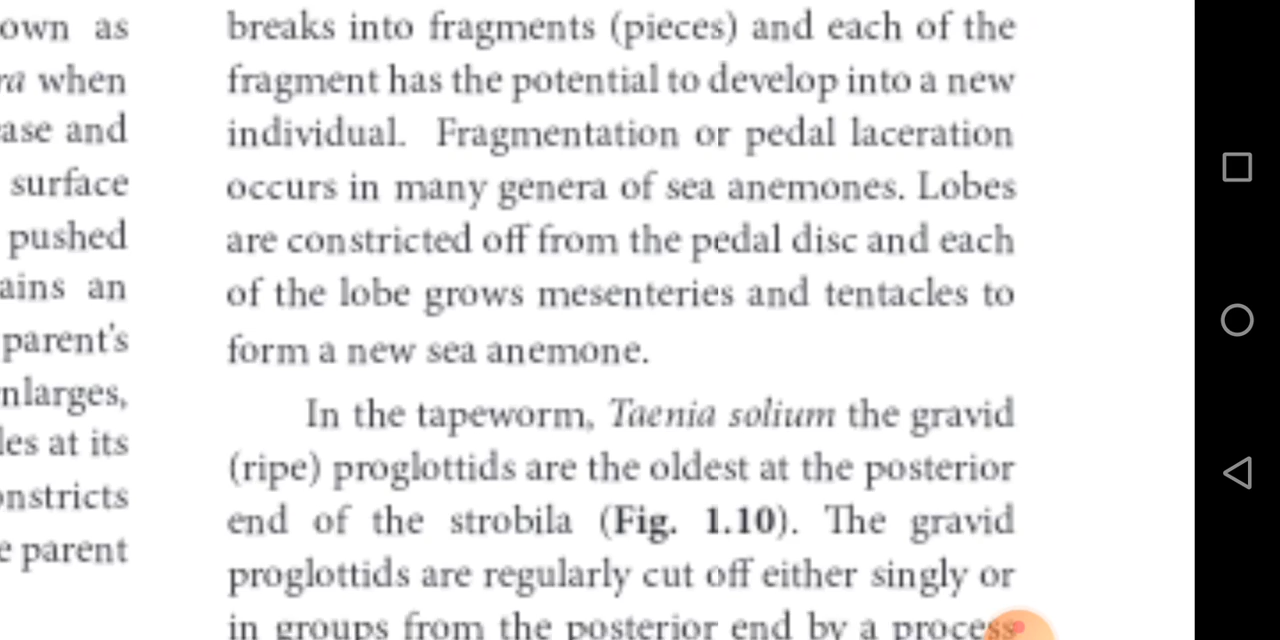 own as
ra when
ase and
surface
pushed
ains an
parent's
nlarges,
les at its
onstricts
e parent
breaks into fragments (pieces) and each of the
fragment has the potential to develop into a new
individual. Fragmentation or pedal laceration
occurs in many genera of sea anemones. Lobes
are constricted off from the pedal disc and each
of the lobe grows mesenteries and tentacles to
form a new sea anemone.
In the tapeworm, Taenia solium the gravid
(ripe) proglottids are the oldest at the posterior
end of the strobila (Fig. 1.10). The gravid
proglottids are regularly cut off either singly or
in groups from the posterior end by a process